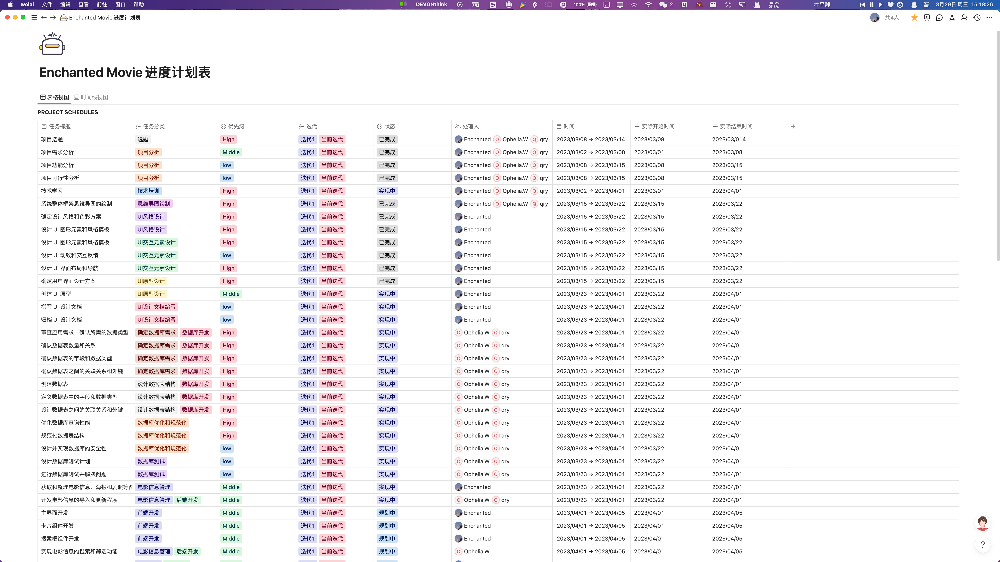 wolai 文件 编辑 查看 前往 窗口 帮助 DEVONthink 100% 2 0KB/s 0KB/s 才平静 3月29日 周三 15:18:26
Enchanted Movie 进度计划表 共4人
Enchanted Movie 进度计划表
表格视图 时间线视图
PROJECT SCHEDULES
任务标题 任务分类 优先级 迭代 状态 处理人 时间 实际开始时间 实际结束时间
项目选题 选题 High 迭代1 当前迭代 已完成 Enchanted O Ophelia.W Q qry 2023/03/08 → 2023/03/14 2023/03/08 2023/03/014
项目需求分析 项目分析 Middle 迭代1 当前迭代 已完成 Enchanted O Ophelia.W Q qry 2023/03/02 → 2023/03/08 2023/03/01 2023/03/08
项目功能分析 项目分析 low 迭代1 当前迭代 已完成 Enchanted O Ophelia.W Q qry 2023/03/08 → 2023/03/15 2023/03/08 2023/03/15
项目可行性分析 项目分析 low 迭代1 当前迭代 已完成 Enchanted O Ophelia.W Q qry 2023/03/08 → 2023/03/15 2023/03/08 2023/03/15
技术学习 技术培训 High 迭代1 当前迭代 实现中 Enchanted O Ophelia.W Q qry 2023/03/02 → 2023/04/01 2023/03/01 2023/04/01
系统整体框架思维导图的绘制 思维导图绘制 High 迭代1 当前迭代 已完成 Enchanted O Ophelia.W Q qry 2023/03/15 → 2023/03/22 2023/03/15 2023/03/22
确定设计风格和色彩方案 UI风格设计 High 迭代1 当前迭代 已完成 Enchanted 2023/03/15 → 2023/03/22 2023/03/15 2023/03/22
设计 UI 图形元素和风格模板 UI风格设计 High 迭代1 当前迭代 已完成 Enchanted 2023/03/15 → 2023/03/22 2023/03/15 2023/03/22
设计 UI 图形元素和风格模板 UI交互元素设计 High 迭代1 当前迭代 已完成 Enchanted 2023/03/15 → 2023/03/22 2023/03/15 2023/03/22
设计 UI 动效和交互反馈 UI交互元素设计 low 迭代1 当前迭代 已完成 Enchanted 2023/03/15 → 2023/03/22 2023/03/15 2023/03/22
设计 UI 界面布局和导航 UI交互元素设计 High 迭代1 当前迭代 已完成 Enchanted 2023/03/15 → 2023/03/22 2023/03/15 2023/03/22
确定用户界面设计方案 UI原型设计 High 迭代1 当前迭代 已完成 Enchanted 2023/03/15 → 2023/03/22 2023/03/15 2023/03/22
创建 UI 原型 UI原型设计 Middle 迭代1 当前迭代 实现中 Enchanted 2023/03/23 → 2023/04/01 2023/03/22 2023/04/01
撰写 UI 设计文档 UI设计文档编写 low 迭代1 当前迭代 实现中 Enchanted 2023/03/23 → 2023/04/01 2023/03/22 2023/04/01
归档 UI 设计文档 UI设计文档编写 low 迭代1 当前迭代 实现中 Enchanted 2023/03/23 → 2023/04/01 2023/03/22 2023/04/01
审查应用需求，确认所需的数据类型 确定数据库需求 数据库开发 High 迭代1 当前迭代 实现中 O Ophelia.W Q qry 2023/03/23 → 2023/04/01 2023/03/22 2023/04/01
确认数据表数量和关系 确定数据库需求 数据库开发 High 迭代1 当前迭代 实现中 O Ophelia.W Q qry 2023/03/23 → 2023/04/01 2023/03/22 2023/04/01
确认数据表的字段和数据类型 确定数据库需求 数据库开发 High 迭代1 当前迭代 实现中 O Ophelia.W Q qry 2023/03/23 → 2023/04/01 2023/03/22 2023/04/01
确认数据表之间的关联关系和外键 确定数据库需求 数据库开发 High 迭代1 当前迭代 实现中 O Ophelia.W Q qry 2023/03/23 → 2023/04/01 2023/03/22 2023/04/01
创建数据表 设计数据表结构 数据库开发 High 迭代1 当前迭代 实现中 O Ophelia.W Q qry 2023/03/23 → 2023/04/01 2023/03/22 2023/04/01
定义数据表中的字段和数据类型 设计数据表结构 数据库开发 High 迭代1 当前迭代 实现中 O Ophelia.W Q qry 2023/03/23 → 2023/04/01 2023/03/22 2023/04/01
设计数据表之间的关联关系和外键 设计数据表结构 数据库开发 High 迭代1 当前迭代 实现中 O Ophelia.W Q qry 2023/03/23 → 2023/04/01 2023/03/22 2023/04/01
优化数据库查询性能 数据库优化和规范化 High 迭代1 当前迭代 实现中 O Ophelia.W Q qry 2023/03/23 → 2023/04/01 2023/03/22 2023/04/01
规范化数据表结构 数据库优化和规范化 High 迭代1 当前迭代 实现中 O Ophelia.W Q qry 2023/03/23 → 2023/04/01 2023/03/22 2023/04/01
设计并实现数据库的安全性 数据库优化和规范化 low 迭代1 当前迭代 实现中 O Ophelia.W Q qry 2023/03/23 → 2023/04/01 2023/03/22 2023/04/01
设计数据库测试计划 数据库测试 low 迭代1 当前迭代 实现中 O Ophelia.W Q qry 2023/03/23 → 2023/04/01 2023/03/22 2023/04/01
进行数据库测试并解决问题 数据库测试 low 迭代1 当前迭代 实现中 O Ophelia.W Q qry 2023/03/23 → 2023/04/01 2023/03/22 2023/04/01
获取和整理电影信息、海报和剧照等 电影信息管理 Middle 迭代1 当前迭代 实现中 Enchanted 2023/03/23 → 2023/04/01 2023/03/22 2023/04/01
开发电影信息的导入和更新程序 电影信息管理 后端开发 Middle 迭代1 当前迭代 实现中 O Ophelia.W Q qry 2023/03/23 → 2023/04/01 2023/03/22 2023/04/01
主界面开发 前端开发 Middle 迭代1 当前迭代 规划中 Enchanted 2023/04/01 → 2023/04/05 2023/04/01 2023/04/05
卡片组件开发 前端开发 Middle 迭代1 当前迭代 规划中 Enchanted 2023/04/01 → 2023/04/05 2023/04/01 2023/04/05
搜索框组件开发 前端开发 Middle 迭代1 当前迭代 规划中 Enchanted 2023/04/01 → 2023/04/05 2023/04/01 2023/04/05
实现电影信息的搜索和筛选功能 电影信息管理 后端开发 Middle 迭代1 当前迭代 规划中 O Ophelia.W 2023/04/01 → 2023/04/05 2023/04/01 2023/04/05